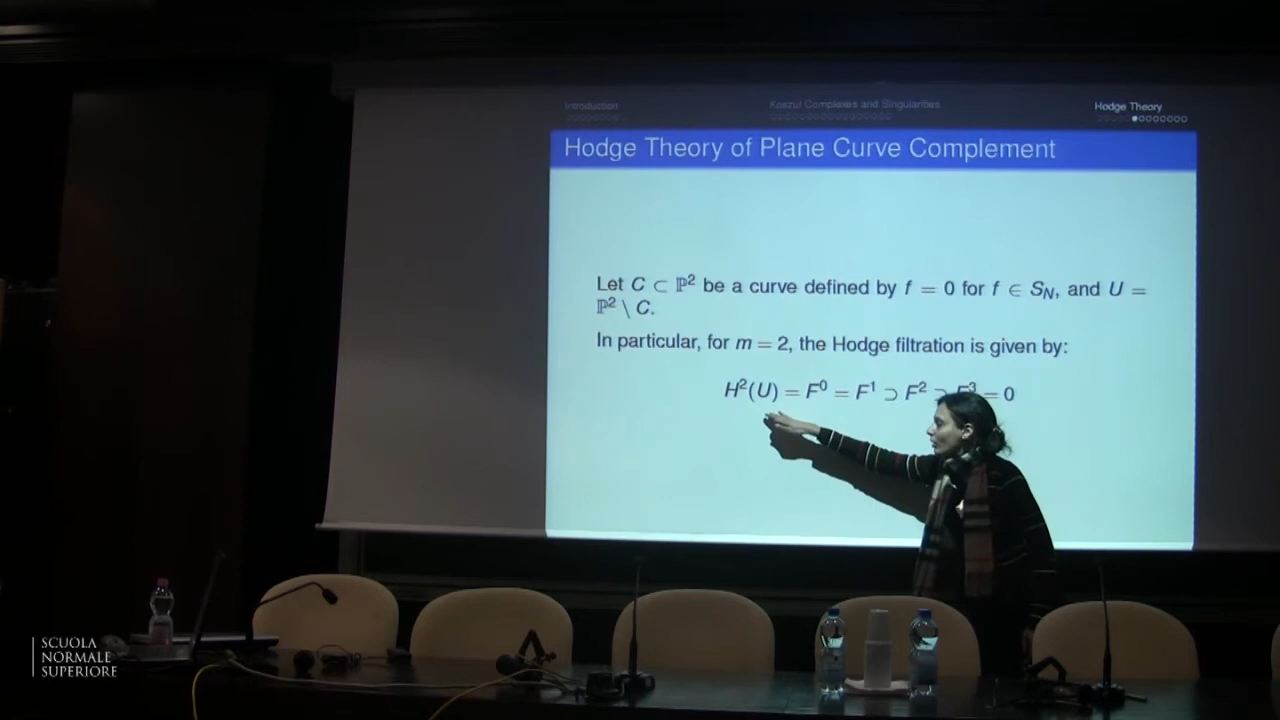 Introduction
Koszul Complexes and Singularities
Hodge Theory
Hodge Theory of Plane Curve Complement
Let C ⊂ ℙ² be a curve defined by f = 0 for f ∈ S_N, and U =
ℙ² \ C.
In particular, for m = 2, the Hodge filtration is given by:
H²(U) = F⁰ = F¹ ⊃ F² ⊃ F³ = 0
SCUOLA
NORMALE
SUPERIORE